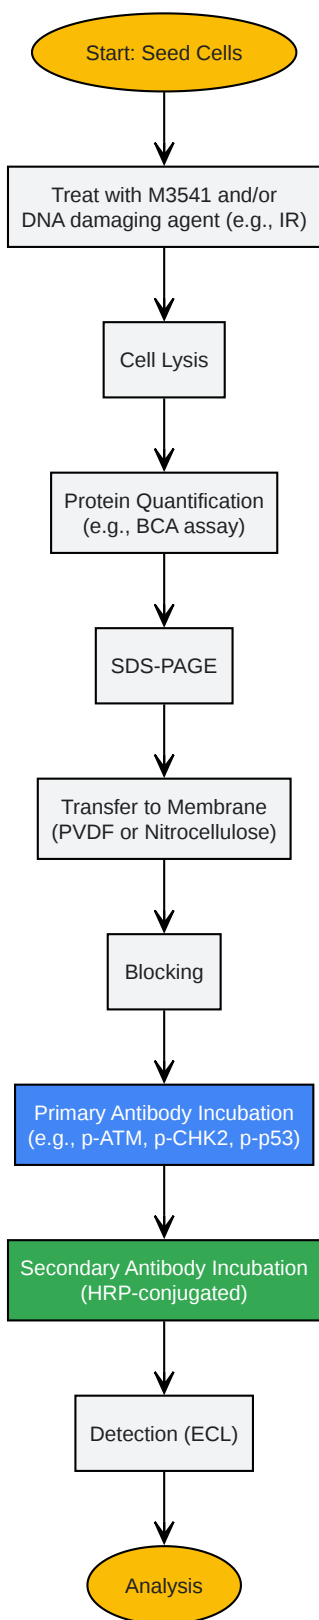 Start: Seed Cells
Treat with M3541 and/or
DNA damaging agent (e.g., IR)
Cell Lysis
Protein Quantification
(e.g., BCA assay)
SDS-PAGE
Transfer to Membrane
(PVDF or Nitrocellulose)
Blocking
Primary Antibody Incubation
(e.g., p-ATM, p-CHK2, p-p53)
Secondary Antibody Incubation
(HRP-conjugated)
Detection (ECL)
Analysis